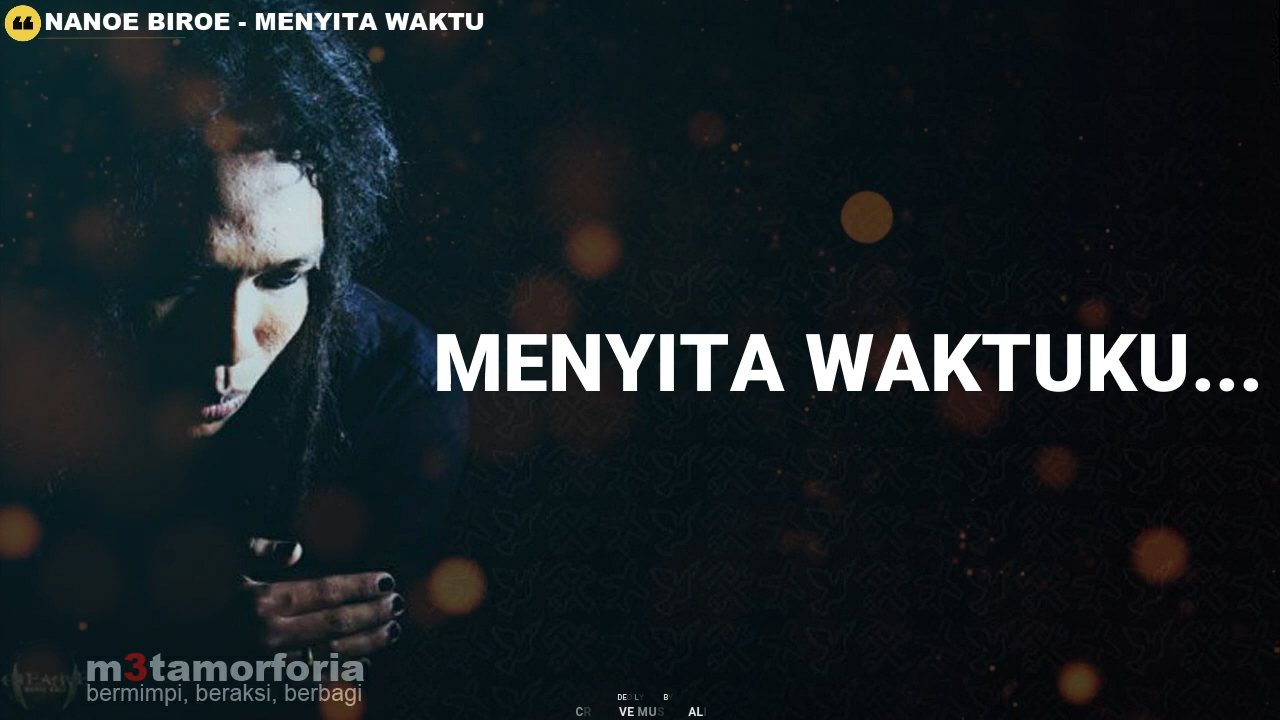 NANOE BIROE - MENYITA WAKTU
MENYITA WAKTUKU...
m3tamorforia
bermimpi, beraksi, berbagi